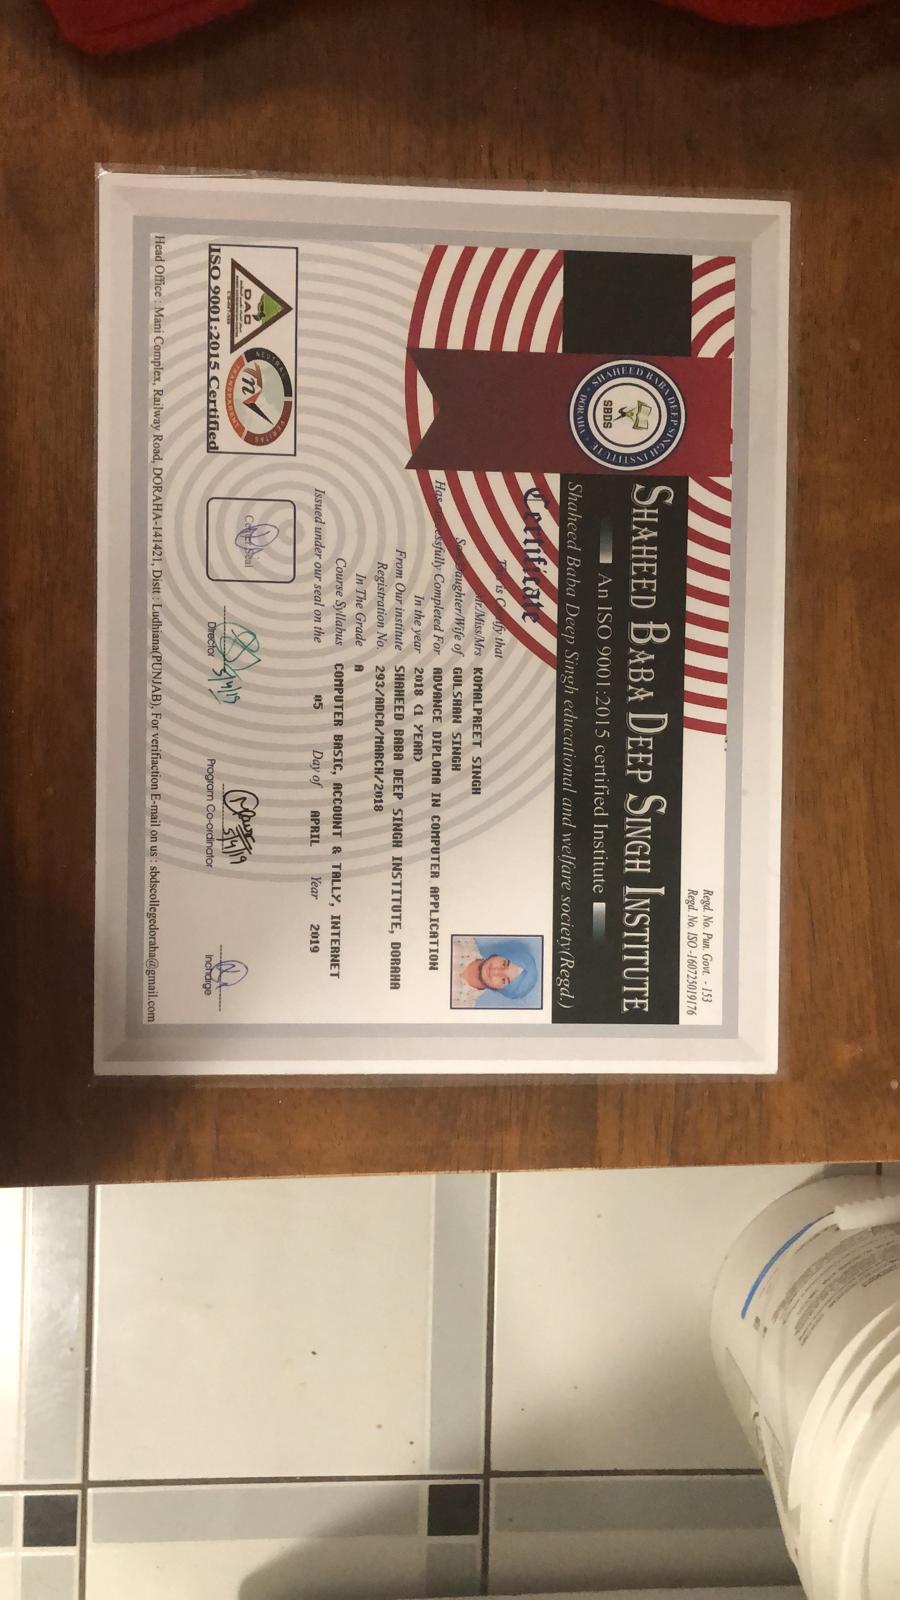 Regd. No. Pun. Govt. - 153
Regd. No. ISO -160725019176
SHAHEED BABA DEEP SINGH INSTITUTE
An ISO 9001:2015 certified Institute
Shaheed Baba Deep Singh educational and welfare society(Regd.)
SHAHEED BABA DEEP SINGH INSTITUTE
SBDS
DORAHA
Certificate
This is Certify that
Mr/Miss/Mrs KOMALPREET SINGH
Son/Daughter/Wife of GULSHAN SINGH
Has Successfully Completed For ADVANCE DIPLOMA IN COMPUTER APPLICATION
In the year 2018 (1 YEAR)
From Our institute SHAHEED BABA DEEP SINGH INSTITUTE, DORAHA
Registration No. 293/ADCA/MARCH/2018
In The Grade A
Course Syllabus COMPUTER BASIC, ACCOUNT & TALLY, INTERNET
Issued under our seal on the 05 Day of APRIL Year 2019
DAC
NEUTRAL
VERITAS
TRANSPARENT
ISO 9001:2015 Certified
Center Seal
5/4/19
Director
5/4/19
Program Co-ordinator
Incharge
Head Office : Mani Complex, Railway Road, DORAHA-141421, Distt : Ludhiana(PUNJAB), For verifiaction E-mail on us : sbdscollegedoraha@gmail.com